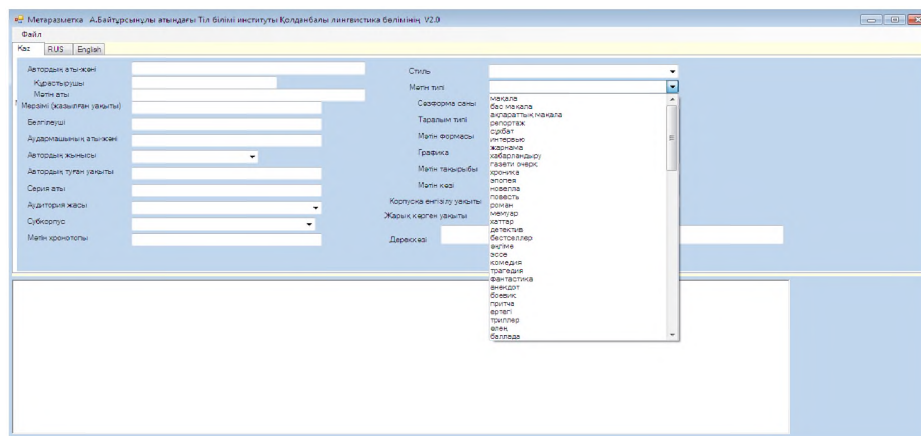 Метаразметка А.Байтұрсынұлы атындағы Тіл білімі институты Қолданбалы лингвистика бөлімінің V2.0
Файл
Каз RUS English
Автордың аты-жөні
Құрастырушы
Мәтін аты
Мерзімі (жазылған уақыты)
Белгілеуші
Аудармашының аты-жөні
Автордың жынысы
Автордың туған уақыты
Серия аты
Аудитория жасы
Субкорпус
Мәтін хронотопы
Стиль
Мәтін типі
Сөзформа саны
Таралым типі
Мәтін формасы
Графика
Мәтін тақырыбы
Мәтін көзі
Корпусқа енгізілу уақыты
Жарық көрген уақыты
Дереккөзі
мақала
бас мақала
ақпараттық мақала
репортаж
сұхбат
интервью
жарнама
хабарландыру
газеті очерк
хроника
эпопея
новелла
повесть
роман
мемуар
хаттар
детектив
бестселлер
әңгіме
эссе
комедия
трагедия
фантастика
анекдот
боевик
притча
ертегі
триллер
өлең
баллада